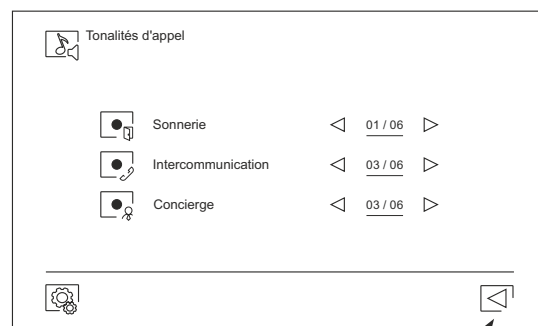 Tonalités d'appel
Sonnerie 01 / 06
Intercommunication 03 / 06
Concierge 03 / 06